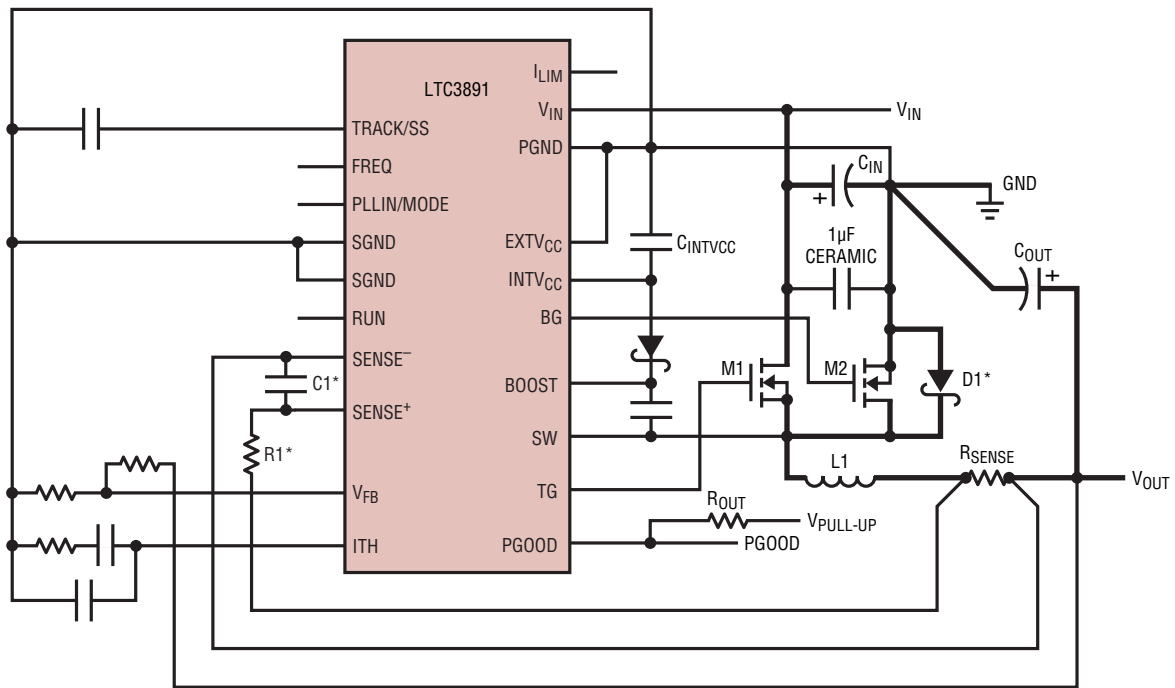 LTC3891
TRACK/SS
FREQ
PLLIN/MODE
SGND
SGND
RUN
SENSE–
SENSE+
VFB
ITH
ILIM
VIN
PGND
EXTVCC
INTVCC
BG
BOOST
SW
TG
PGOOD
C1*
R1*
CINTVCC
VIN
CIN
+
GND
1µF
CERAMIC
COUT
+
M1
M2
D1*
L1
RSENSE
VOUT
ROUT
VPULL-UP
PGOOD